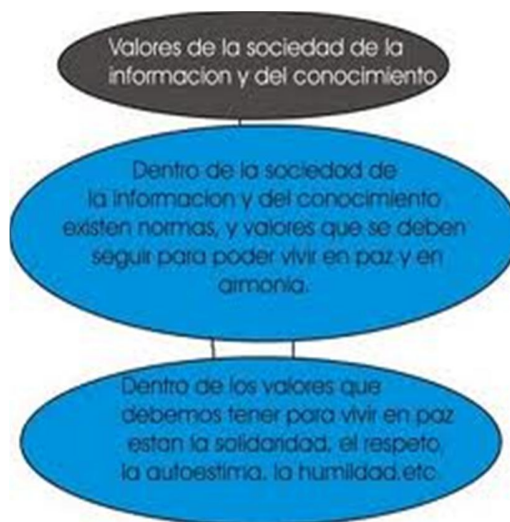 Valores de la sociedad de la
informacion y del conocimiento
Dentro de la sociedad de
la informacion y del conocimiento
existen normas, y valores que se deben
seguir para poder vivir en paz y en
armonia.
Dentro de los valores que
debemos tener para vivir en paz
estan la solidaridad, el respeto,
la autoestima, la humildad,etc